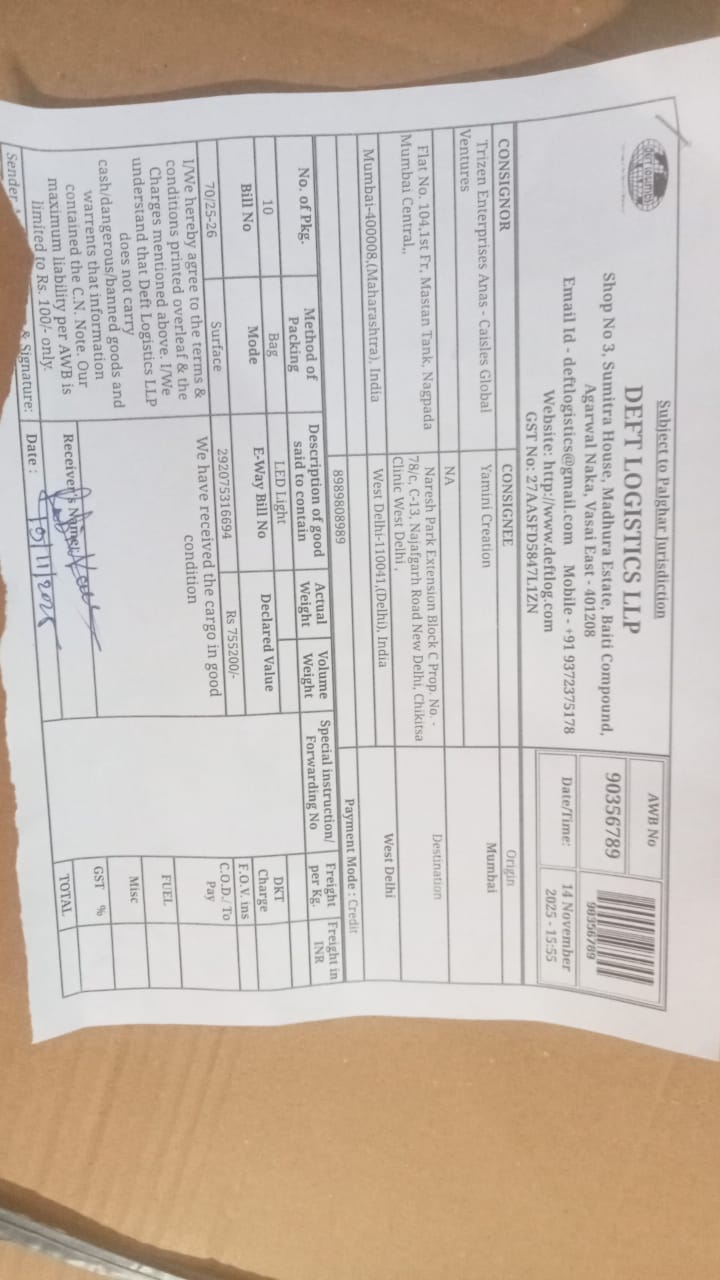 Subject to Palghar Jurisdiction
DEFT LOGISTICS LLP
Shop No 3, Sumitra House, Madhura Estate, Baiti Compound,
Agarwal Naka, Vasai East - 401208
Email Id - deftlogistics@gmail.com Mobile - +91 9372375178
Website: http://www.deftlog.com
GST No: 27AASFD5847L1ZN
AWB No
90356789
90356789
Date/Time:
14 November
2025 - 15:55
CONSIGNOR
CONSIGNEE
Origin
Trizen Enterprises Anas - Caisles Global
Ventures
Yamini Creation
Mumbai
NA
Destination
Flat No, 104,1st Fr, Mastan Tank, Nagpada
Mumbai Central,.
Naresh Park Extension Block C Prop. No. -
78/c, C-13, Najafgarh Road New Delhi, Chikitsa
Clinic West Delhi ,
West Delhi
Mumbai-400008,(Maharashtra), India
West Delhi-110041,(Delhi), India
8989808989
Payment Mode : Credit
No. of Pkg.
Method of
Packing
Description of good
said to contain
Actual
Weight
Volume
Weight
Special instruction/
Forwarding No
Freight
per Kg.
Freight in
INR
10
Bag
LED Light
DKT
Charge
Bill No
Mode
E-Way Bill No
Declared Value
F.O.V. ins
70/25-26
Surface
292075316694
Rs 755200/-
C.O.D./ To
Pay
I/We hereby agree to the terms &
conditions printed overleaf & the
Charges mentioned above. I/We
understand that Deft Logistics LLP
does not carry
cash/dangerous/banned goods and
warrents that information
contained the C.N. Note. Our
maximum liability per AWB is
limited to Rs. 100/- only.
We have received the cargo in good
condition
FUEL
Misc
GST %
TOTAL
Receiver's Name:
Sender
& Signature:
Date :